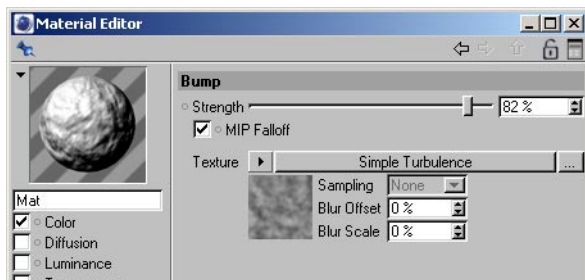 Material Editor
Bump
Strength 82 %
MIP Falloff
Texture Simple Turbulence ...
Sampling None
Blur Offset 0 %
Blur Scale 0 %
Mat
Color
Diffusion
Luminance